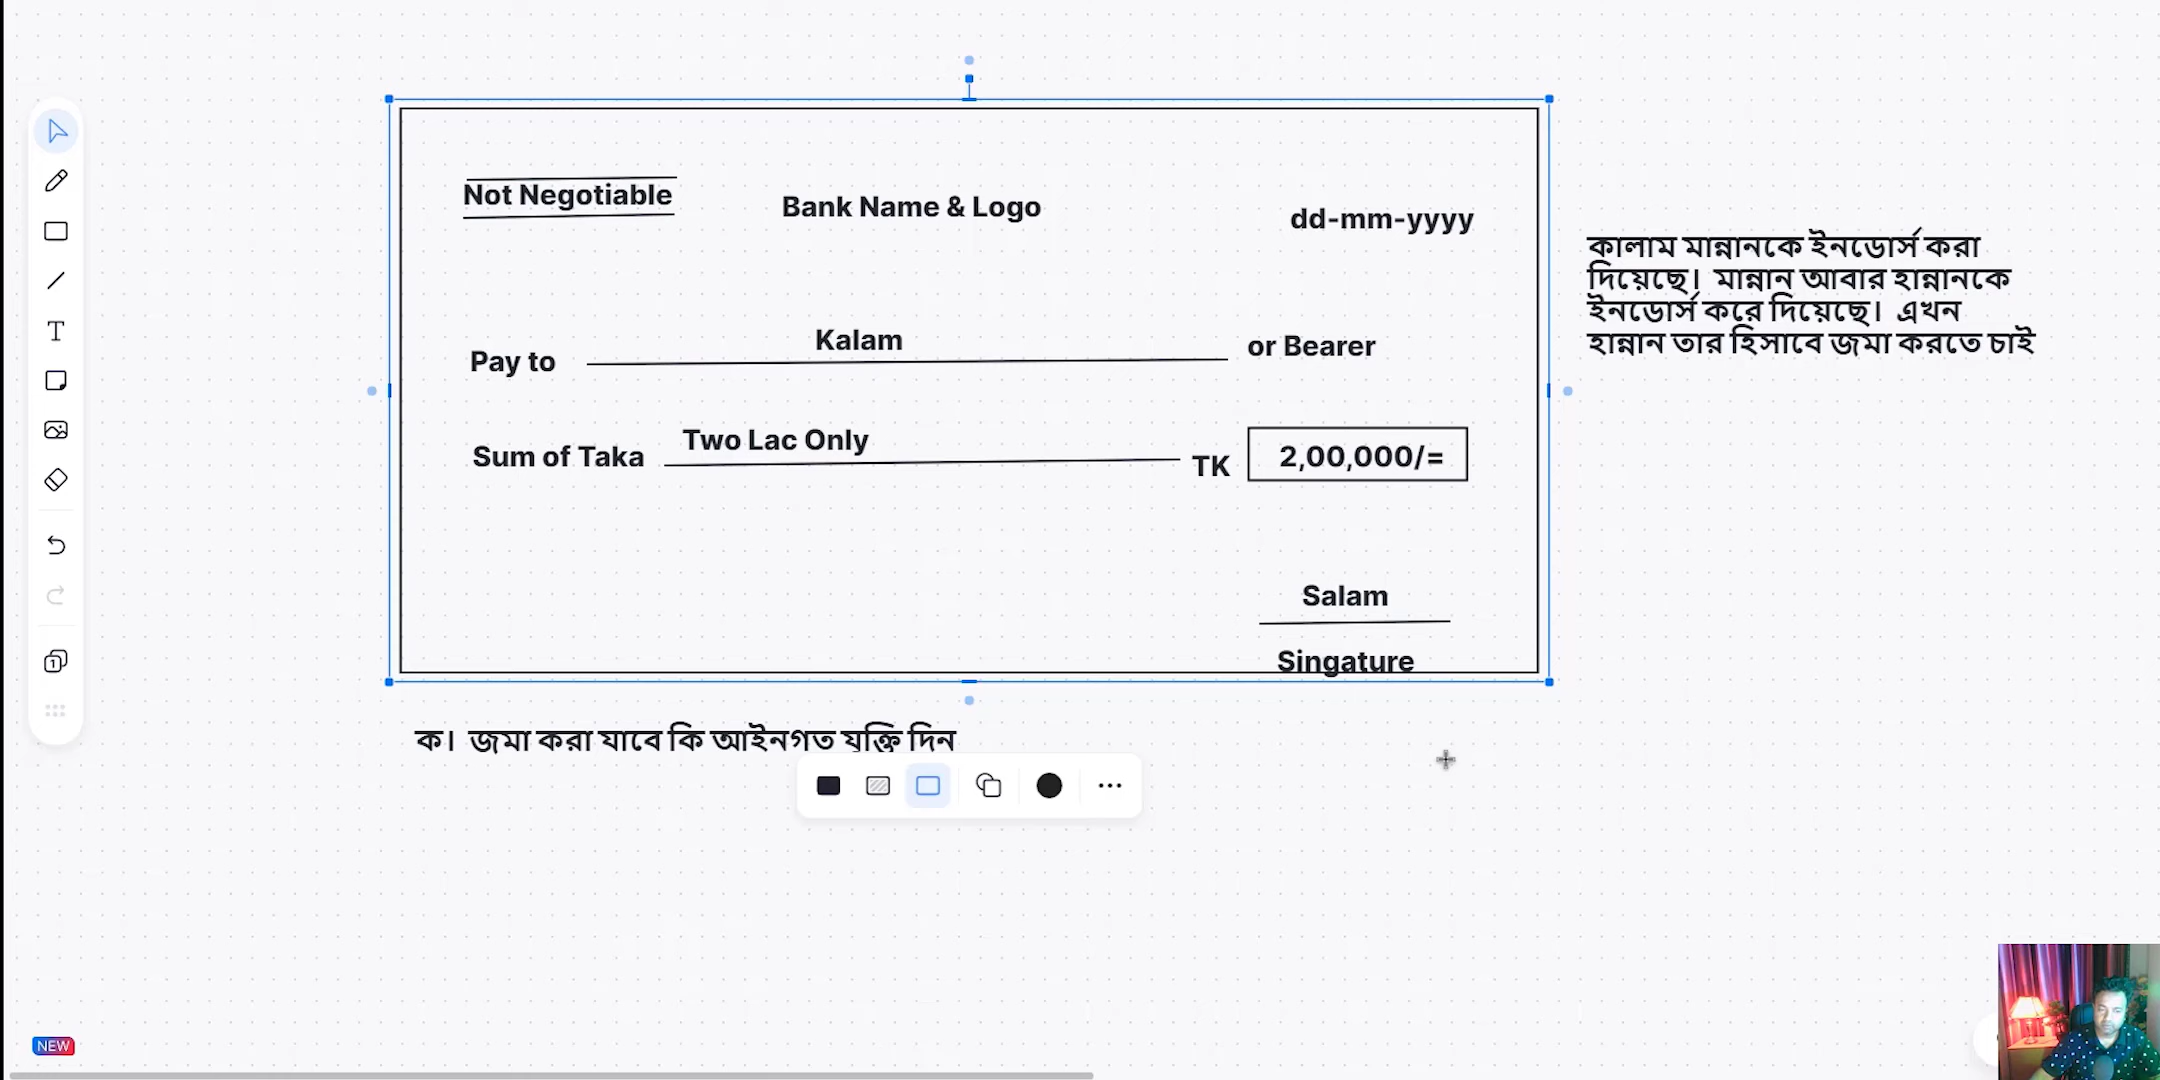 Not Negotiable
Bank Name & Logo
dd-mm-yyyy
Pay to
Kalam
or Bearer
Sum of Taka
Two Lac Only
TK
2,00,000/=
Salam
Singature
কালাম মান্নানকে ইনডোর্স করা
দিয়েছে। মান্নান আবার হান্নানকে
ইনডোর্স করে দিয়েছে। এখন
হান্নান তার হিসাবে জমা করতে চাই
ক। জমা করা যাবে কি আইনগত যুক্তি দিন
T
1
NEW